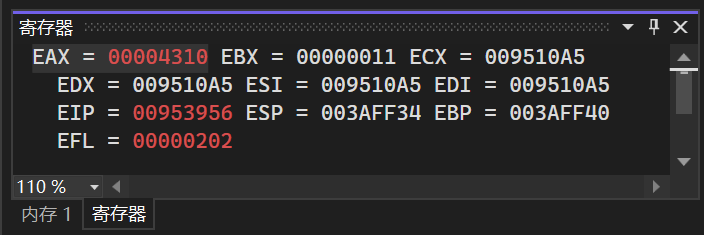 寄存器
EAX = 00004310 EBX = 00000011 ECX = 009510A5
EDX = 009510A5 ESI = 009510A5 EDI = 009510A5
EIP = 00953956 ESP = 003AFF34 EBP = 003AFF40
EFL = 00000202
110 %
内存 1 寄存器